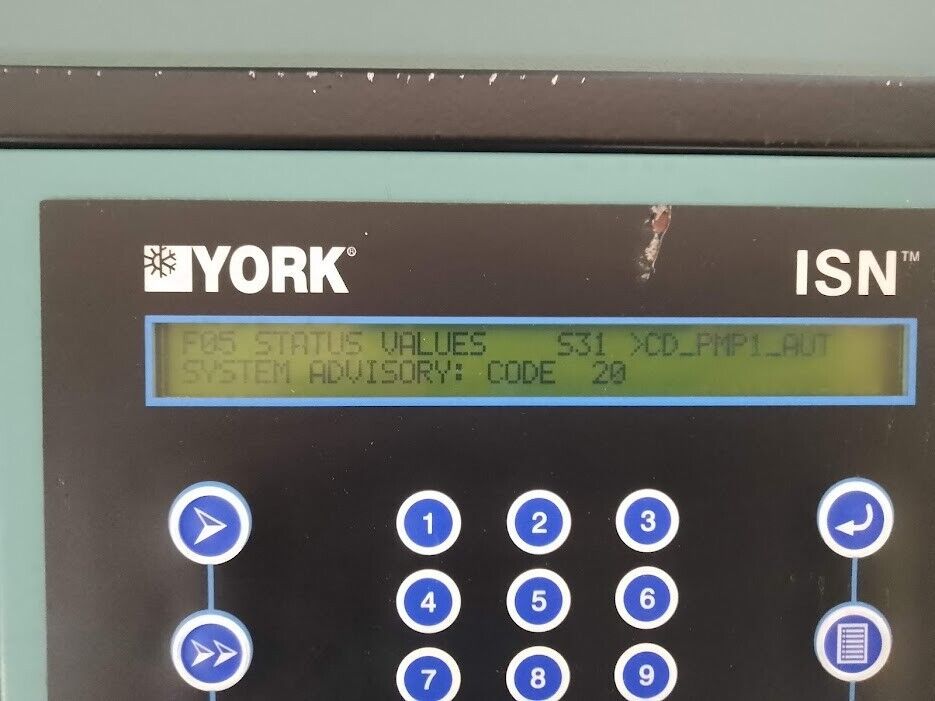 YORK®
ISN™
F05 STATUS VALUES S31 >CD_PMP1_AUT
SYSTEM ADVISORY: CODE 20
1 2 3
4 5 6
7 8 9